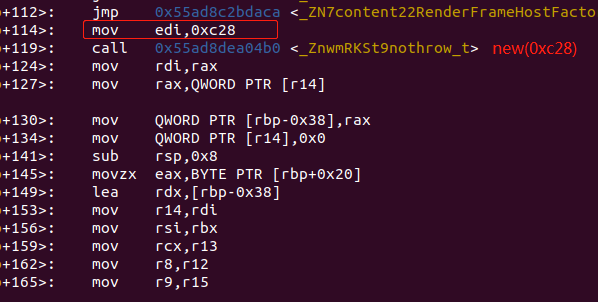 +112>: jmp 0x55ad8c2bdaca <_ZN7content22RenderFrameHostFacto
+114>: mov edi,0xc28
+119>: call 0x55ad8dea04b0 <_ZnwmRKSt9nothrow_t> new(0xc28)
+124>: mov rdi,rax
+127>: mov rax,QWORD PTR [r14]
+130>: mov QWORD PTR [rbp-0x38],rax
+134>: mov QWORD PTR [r14],0x0
+141>: sub rsp,0x8
+145>: movzx eax,BYTE PTR [rbp+0x20]
+149>: lea rdx,[rbp-0x38]
+153>: mov r14,rdi
+156>: mov rsi,rbx
+159>: mov rcx,r13
+162>: mov r8,r12
+165>: mov r9,r15